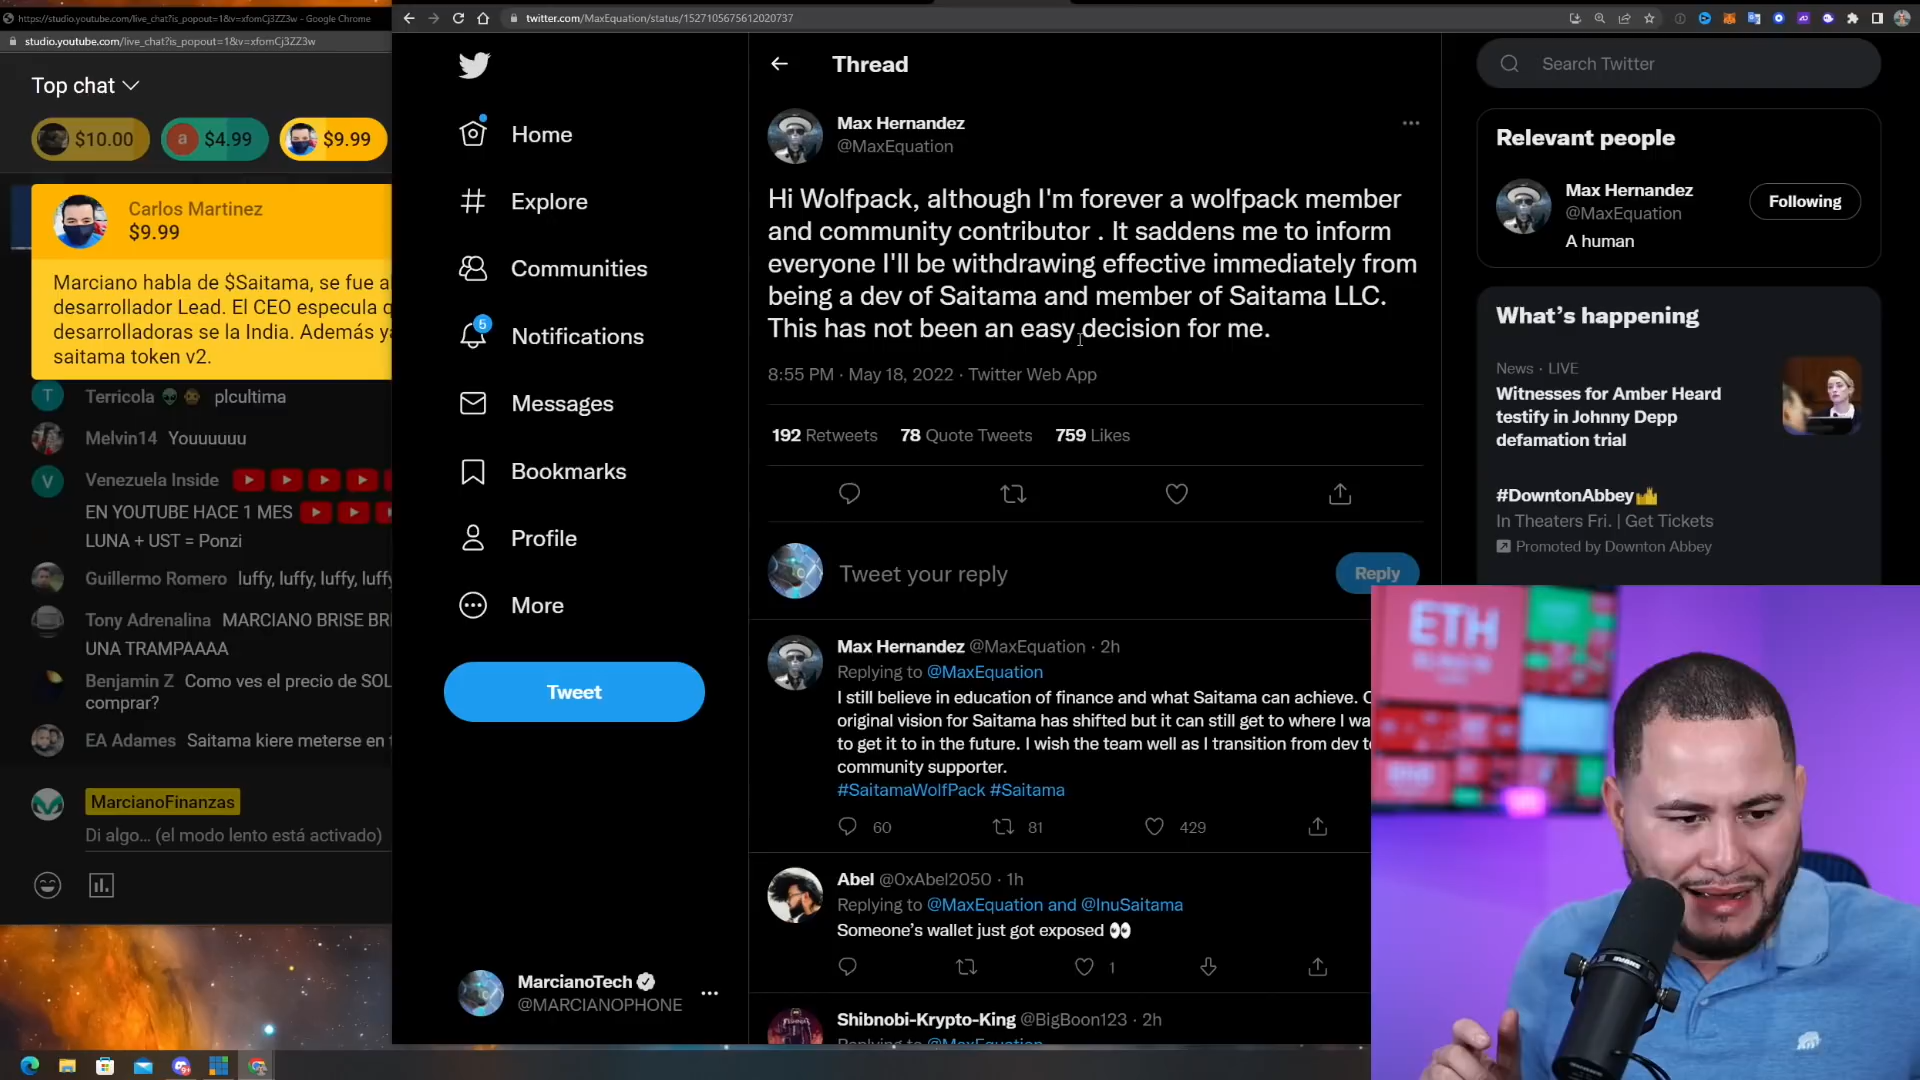 https://studio.youtube.com/live_chat?is_popout=1&v=xfomCj3ZZ3w - Google Chrome
studio.youtube.com/live_chat?is_popout=1&v=xfomCj3ZZ3w
Top chat
$10.00
a $4.99
$9.99
Carlos Martinez
$9.99
Marciano habla de $Saitama, se fue a
desarrollador Lead. El CEO especula q
desarrolladoras se la India. Además ya
saitama token v2.
T Terricola plcultima
Melvin14 Youuuuuu
V Venezuela Inside
EN YOUTUBE HACE 1 MES
LUNA + UST = Ponzi
Guillermo Romero luffy, luffy, luffy, luffy
Tony Adrenalina MARCIANO BRISE BR
UNA TRAMPAAAA
Benjamin Z Como ves el precio de SOL
comprar?
EA Adames Saitama kiere meterse en
MarcianoFinanzas
Di algo... (el modo lento está activado)
twitter.com/MaxEquation/status/1527105675612020737
Home
Explore
Communities
5
Notifications
Messages
Bookmarks
Profile
More
Tweet
MarcianoTech
@MARCIANOPHONE
Thread
Max Hernandez
@MaxEquation
Hi Wolfpack, although I'm forever a wolfpack member
and community contributor . It saddens me to inform
everyone I'll be withdrawing effective immediately from
being a dev of Saitama and member of Saitama LLC.
This has not been an easy decision for me.
8:55 PM · May 18, 2022 · Twitter Web App
192 Retweets 78 Quote Tweets 759 Likes
Tweet your reply
Reply
Max Hernandez @MaxEquation · 2h
Replying to @MaxEquation
I still believe in education of finance and what Saitama can achieve.
original vision for Saitama has shifted but it can still get to where I wa
to get it to in the future. I wish the team well as I transition from dev t
community supporter.
#SaitamaWolfPack #Saitama
60 81 429
Abel @0xAbel2050 · 1h
Replying to @MaxEquation and @InuSaitama
Someone's wallet just got exposed
1
Shibnobi-Krypto-King @BigBoon123 · 2h
Replying to @MaxEquation
Search Twitter
Relevant people
Max Hernandez
@MaxEquation
Following
A human
What's happening
News · LIVE
Witnesses for Amber Heard
testify in Johnny Depp
defamation trial
#DowntonAbbey
In Theaters Fri. | Get Tickets
Promoted by Downton Abbey
ETH